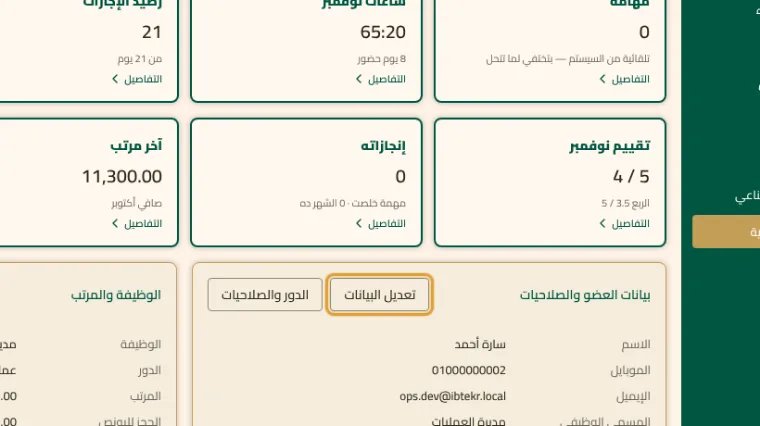 مهامه
0
تلقائية من السيستم — بتختفي لما تتحل
التفاصيل
ساعات نوفمبر
65:20
8 يوم حضور
التفاصيل
رصيد الإجازات
21
من 21 يوم
التفاصيل
تقييم نوفمبر
4 / 5
الربع 3.5 / 5
التفاصيل
إنجازاته
0
مهمة خلصت · 0 الشهر ده
التفاصيل
آخر مرتب
11,300.00
صافي أكتوبر
التفاصيل
بيانات العضو والصلاحيات
تعديل البيانات
الدور والصلاحيات
الاسم
سارة أحمد
الموبايل
01000000002
الإيميل
ops.dev@ibtekr.local
المسمى الوظيفي
مديرة العمليات
الوظيفة والمرتب
الوظيفة
الدور
المرتب